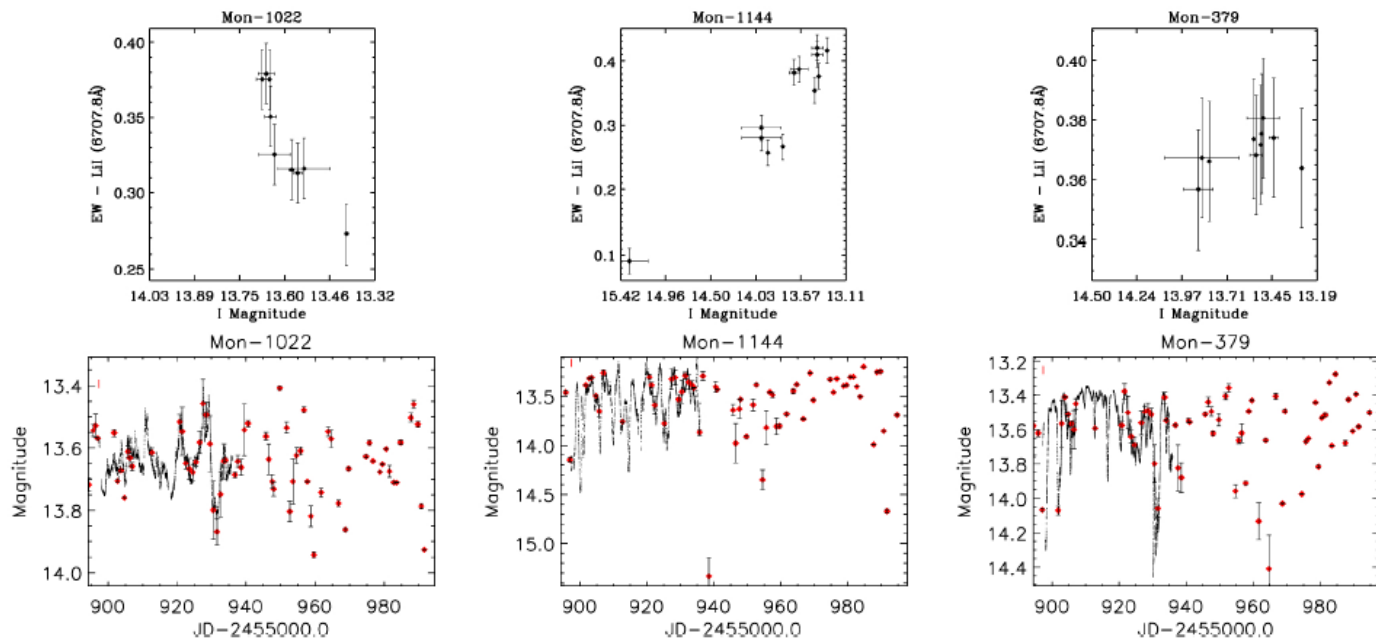 Mon-1022
EW - LiI (6707.8Å)
0.40
0.35
0.30
0.25
14.03 13.89 13.75 13.60 13.46 13.32
I Magnitude
Mon-1144
EW - LiI (6707.8Å)
0.4
0.3
0.2
0.1
15.42 14.96 14.50 14.03 13.57 13.11
I Magnitude
Mon-379
EW - LiI (6707.8Å)
0.40
0.38
0.36
0.34
14.50 14.24 13.97 13.71 13.45 13.19
I Magnitude
Mon-1022
Magnitude
13.4
13.6
13.8
14.0
900 920 940 960 980
JD-2455000.0
Mon-1144
Magnitude
13.5
14.0
14.5
15.0
900 920 940 960 980
JD-2455000.0
Mon-379
Magnitude
13.2
13.4
13.6
13.8
14.0
14.2
14.4
900 920 940 960 980
JD-2455000.0